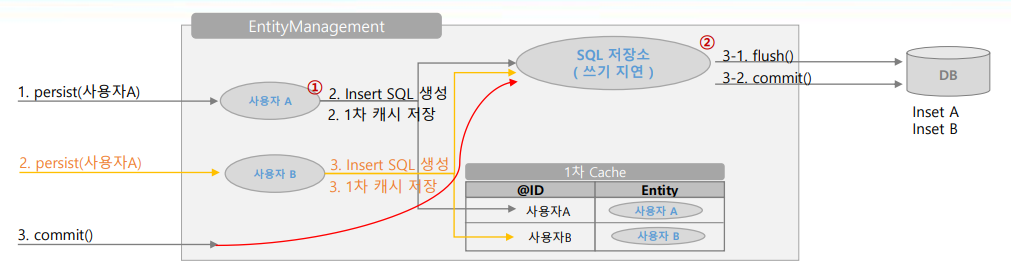 EntityManagement
②
SQL 저장소
( 쓰기 지연 )
3-1. flush()
3-2. commit()
DB
Inset A
Inset B
1. persist(사용자A)
①
사용자 A
2. Insert SQL 생성
2. 1차 캐시 저장
2. persist(사용자A)
사용자 B
3. Insert SQL 생성
3. 1차 캐시 저장
1차 Cache
@ID Entity
사용자A 사용자 A
사용자B 사용자 B
3. commit()